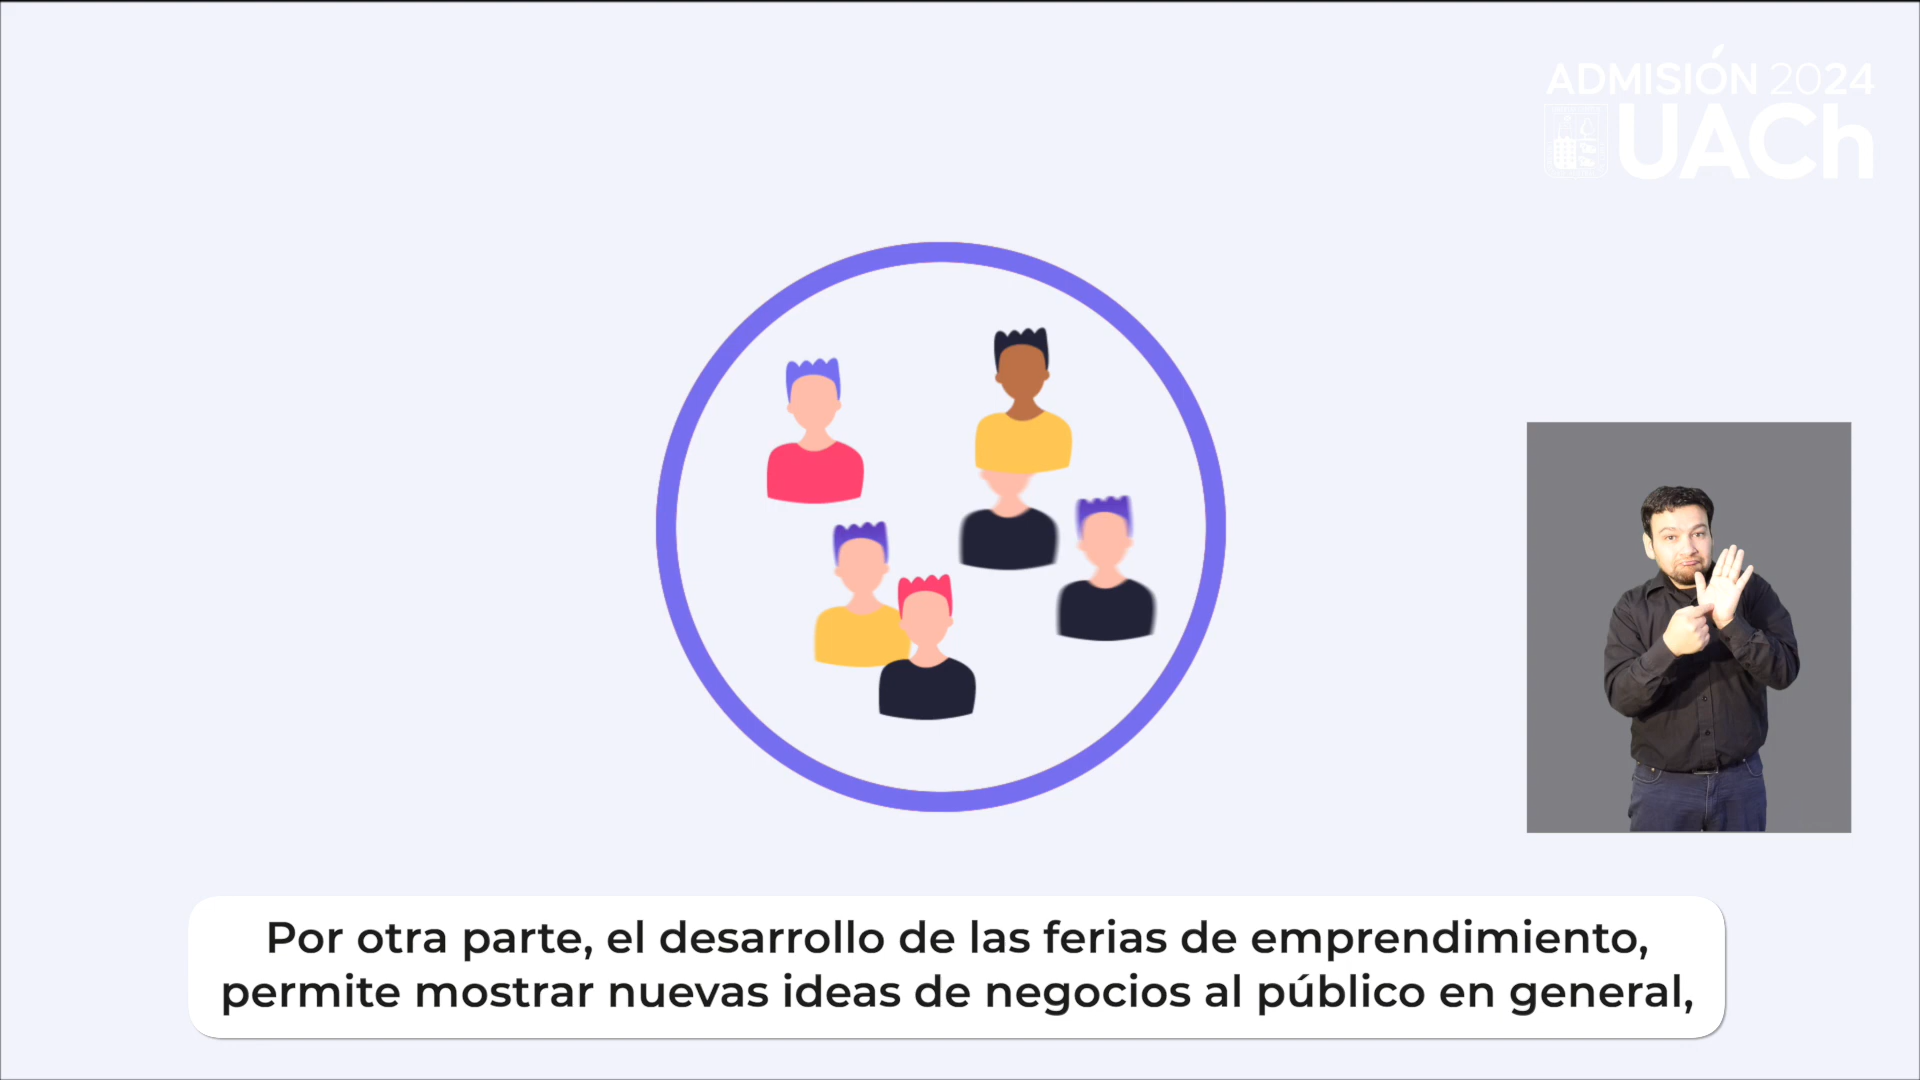 ADMISIÓN 2024
UACh
Por otra parte, el desarrollo de las ferias de emprendimiento,
permite mostrar nuevas ideas de negocios al público en general,